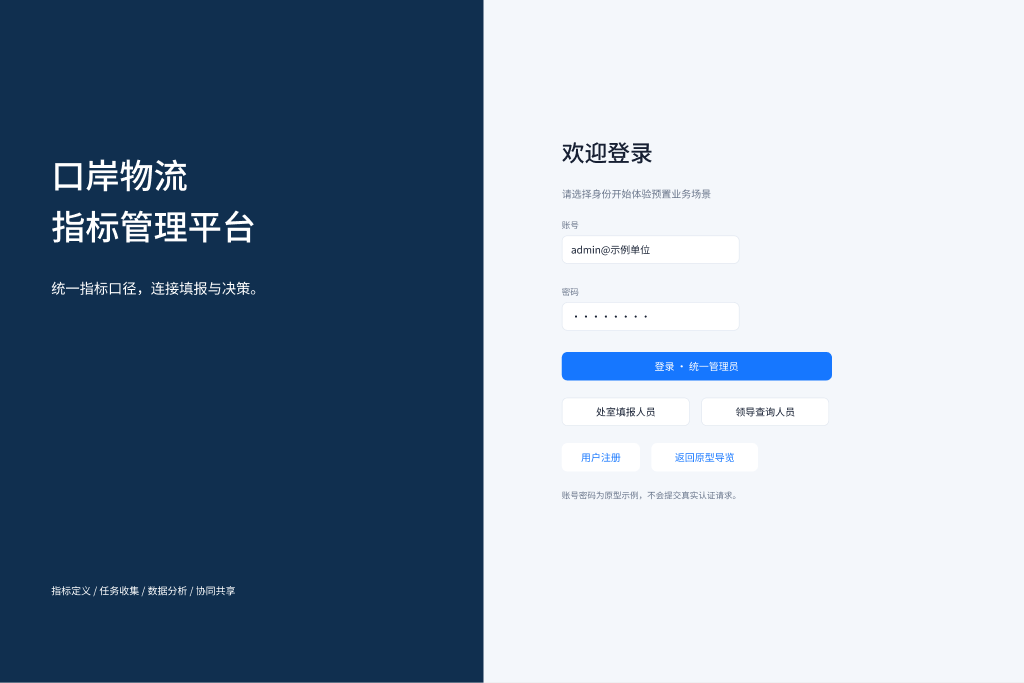 口岸物流
指标管理平台
统一指标口径，连接填报与决策。
指标定义 / 任务收集 / 数据分析 / 协同共享
欢迎登录
请选择身份开始体验预置业务场景
账号
admin@示例单位
密码
• • • • • • • •
登录 · 统一管理员
处室填报人员
领导查询人员
用户注册
返回原型导览
账号密码为原型示例，不会提交真实认证请求。